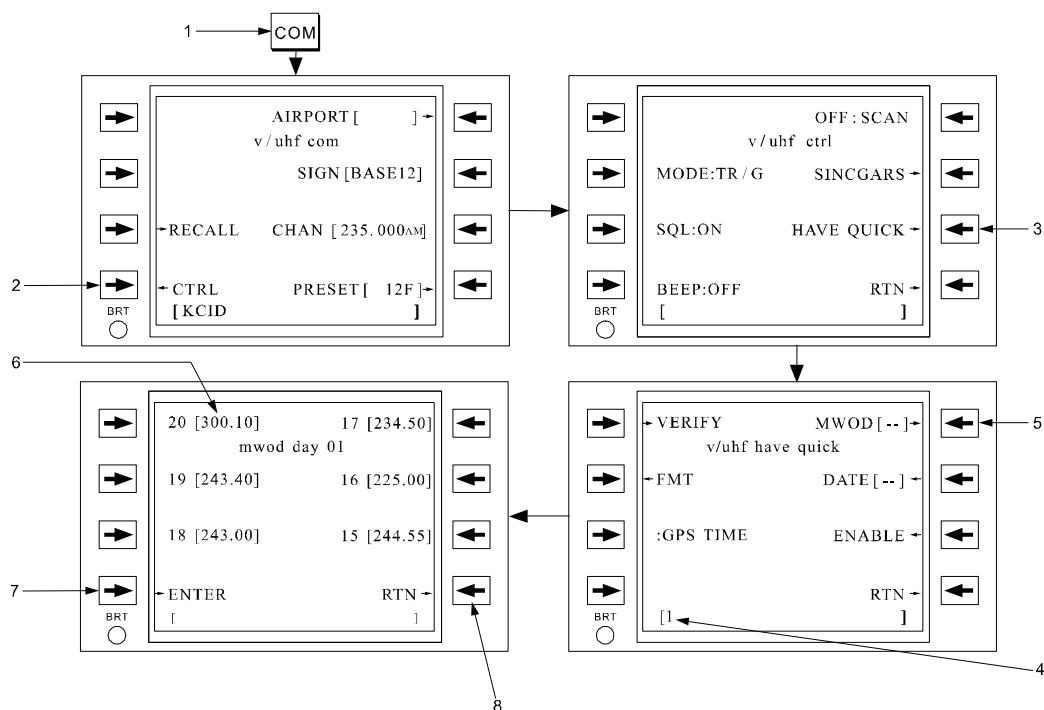 1
COM
AIRPORT [ ]
v/uhf com
SIGN [BASE12]
RECALL CHAN [235.000AM]
2
CTRL PRESET [ 12F]
[KCID ]
BRT
OFF : SCAN
v/uhf ctrl
MODE:TR / G SINCGARS
SQL:ON HAVE QUICK
3
BEEP:OFF RTN
[ ]
BRT
6
20 [300.10] 17 [234.50]
mwod day 01
19 [243.40] 16 [225.00]
18 [243.00] 15 [244.55]
7
ENTER RTN
[ ]
BRT
8
VERIFY MWOD [--]
5
v/uhf have quick
FMT DATE [--]
:GPS TIME ENABLE
RTN
[1 ]
BRT
4